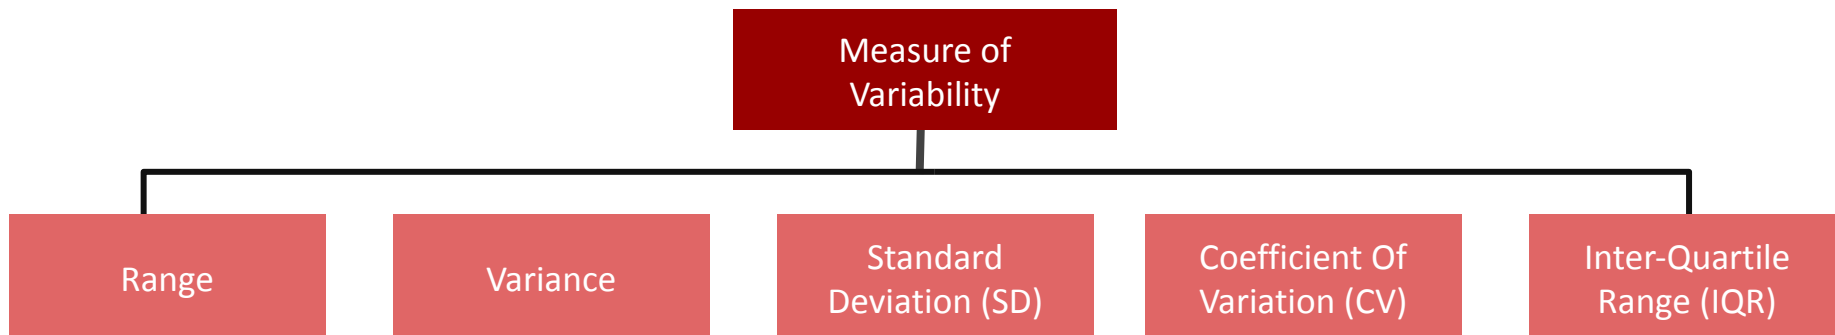 Measure of
Variability
Range
Variance
Standard
Deviation (SD)
Coefficient Of
Variation (CV)
Inter-Quartile
Range (IQR)